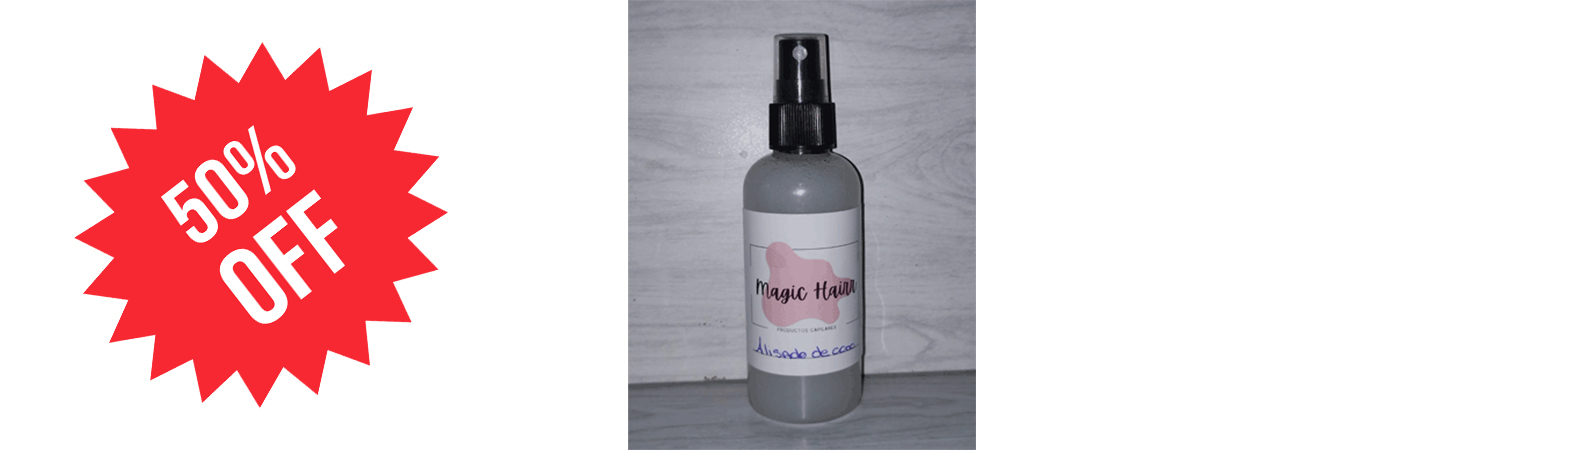 50%
OFF
Magic Hairr
PRODUCTOS CAPILARES
Alisado de coco